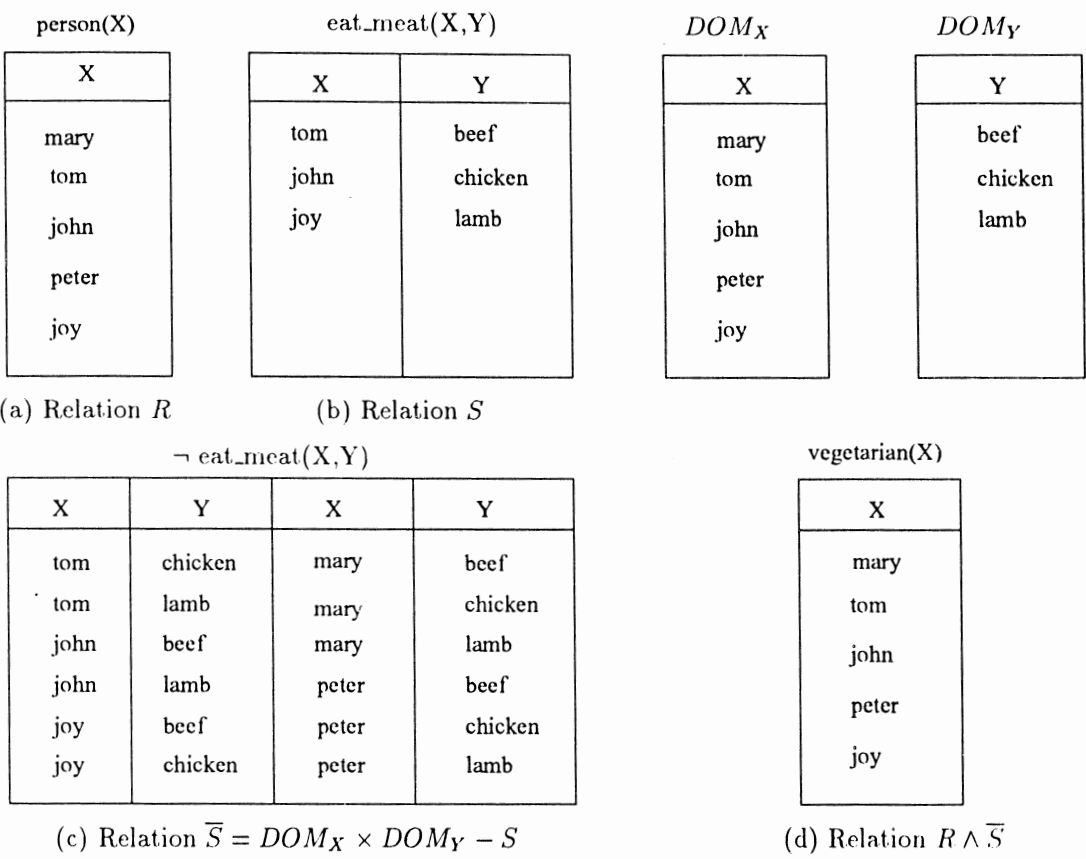 person(X) eat_meat(X,Y) DOM_X DOM_Y
X X Y X Y
mary tom beef mary beef
tom john chicken tom chicken
john joy lamb john lamb
peter peter
joy joy
(a) Relation R (b) Relation S
¬ eat_meat(X,Y) vegetarian(X)
X Y X Y X
tom chicken mary beef mary
tom lamb mary chicken tom
john beef mary lamb john
john lamb peter beef peter
joy beef peter chicken joy
joy chicken peter lamb
(c) Relation S̅ = DOM_X × DOM_Y − S (d) Relation R ∧ S̅